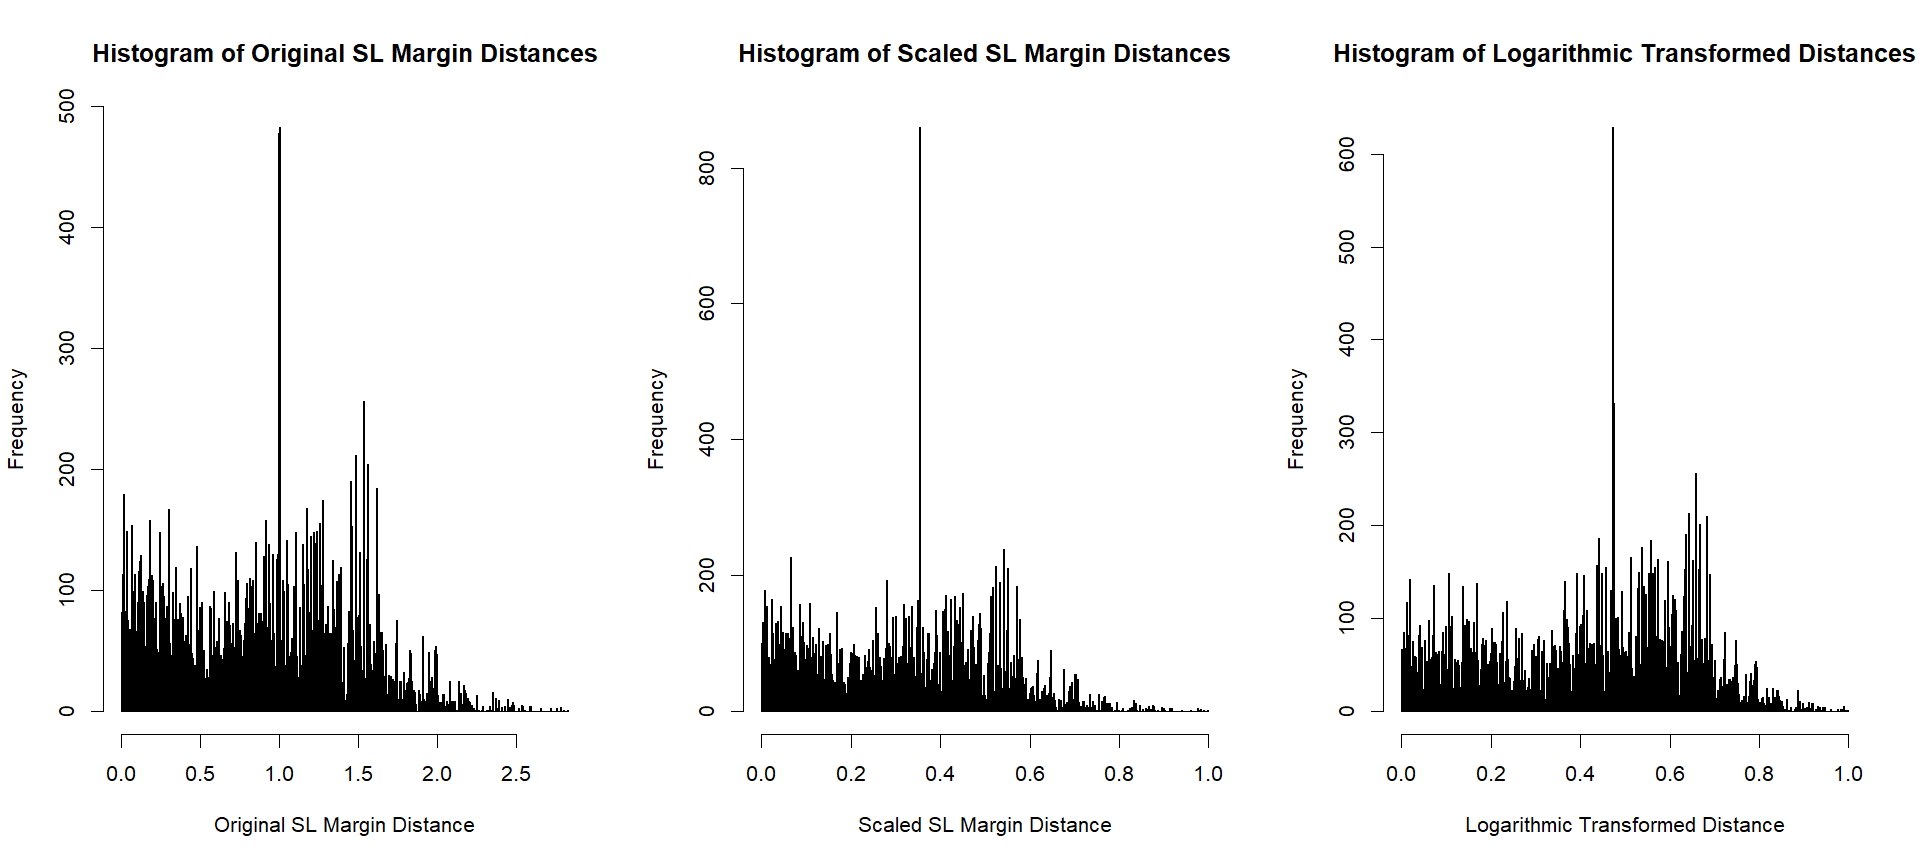 Histogram of Original SL Margin Distances
Frequency
500
400
300
200
100
0
0.0 0.5 1.0 1.5 2.0 2.5
Original SL Margin Distance
Histogram of Scaled SL Margin Distances
Frequency
800
600
400
200
0
0.0 0.2 0.4 0.6 0.8 1.0
Scaled SL Margin Distance
Histogram of Logarithmic Transformed Distances
Frequency
600
500
400
300
200
100
0
0.0 0.2 0.4 0.6 0.8 1.0
Logarithmic Transformed Distance